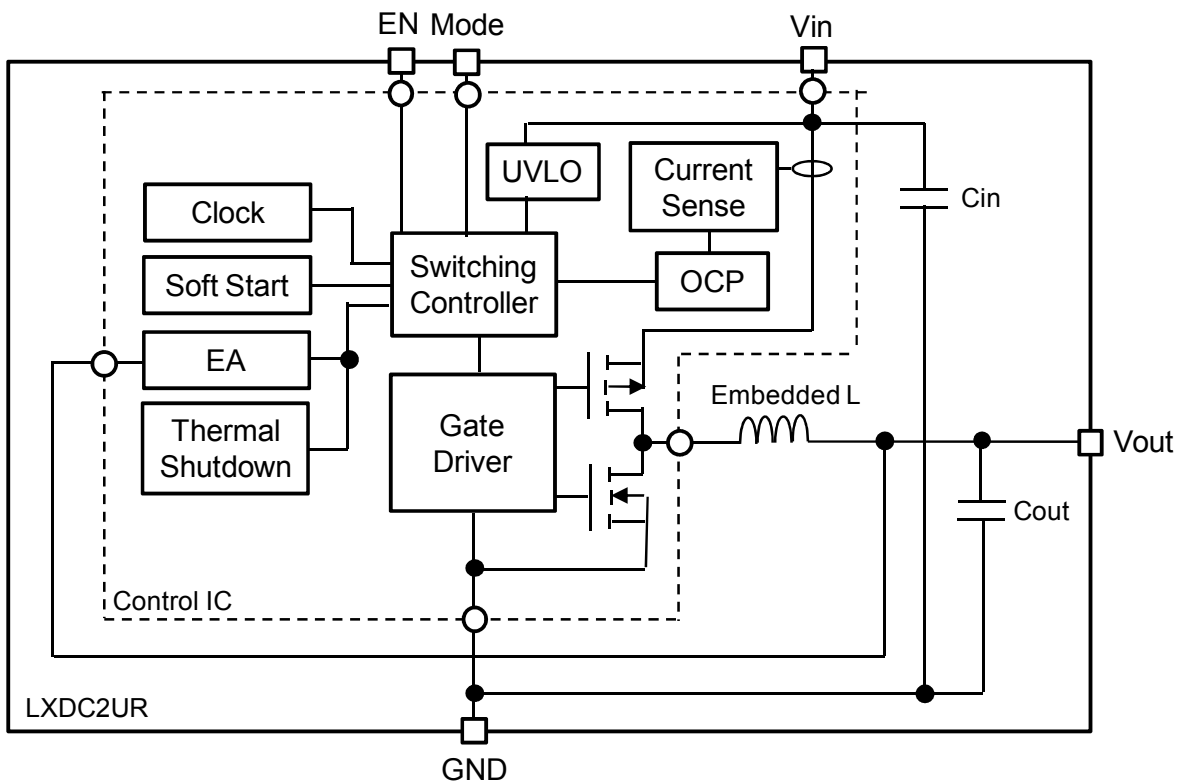 EN Mode
Vin
UVLO
Current
Sense
Cin
Clock
Switching
Controller
Soft Start
OCP
EA
Embedded L
Thermal
Shutdown
Gate
Driver
Vout
Cout
Control IC
LXDC2UR
GND